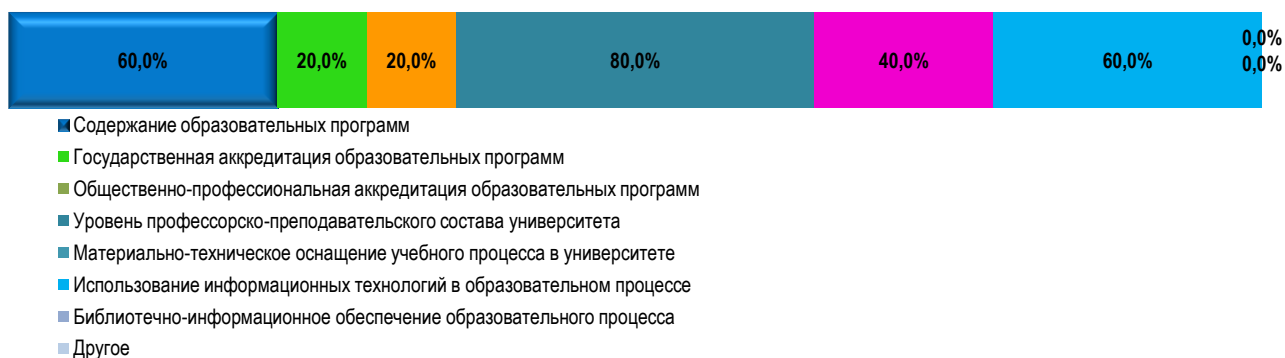 60,0% 20,0% 20,0% 80,0% 40,0% 60,0% 0,0%
0,0%
Содержание образовательных программ
Государственная аккредитация образовательных программ
Общественно-профессиональная аккредитация образовательных программ
Уровень профессорско-преподавательского состава университета
Материально-техническое оснащение учебного процесса в университете
Использование информационных технологий в образовательном процессе
Библиотечно-информационное обеспечение образовательного процесса
Другое